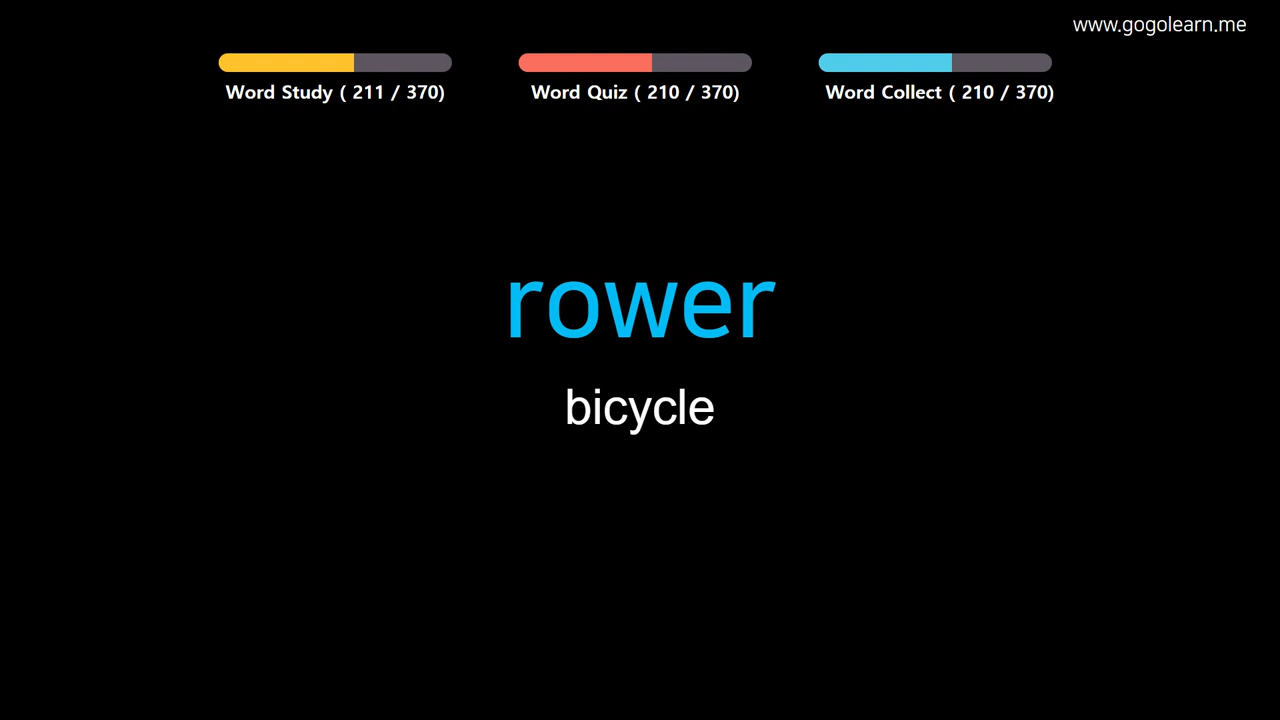 www.gogolearn.me
Word Study ( 211 / 370)
Word Quiz ( 210 / 370)
Word Collect ( 210 / 370)
rower
bicycle